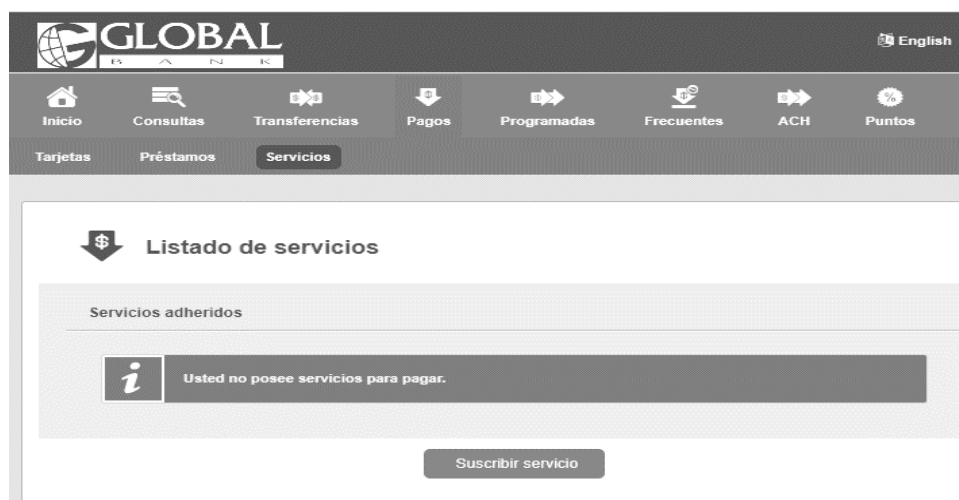 GLOBAL
BANK
English
Inicio Consultas Transferencias Pagos Programadas Frecuentes ACH Puntos
Tarjetas Préstamos Servicios
Listado de servicios
Servicios adheridos
Usted no posee servicios para pagar.
Suscribir servicio